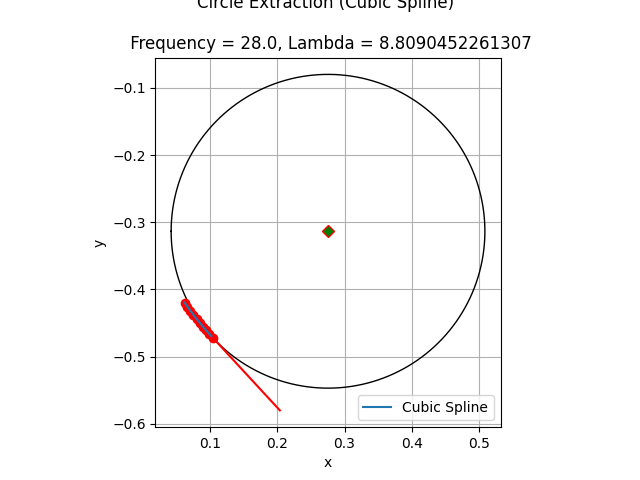 Circle Extraction (Cubic Spline)
Frequency = 28.0, Lambda = 8.8090452261307
−0.1
−0.2
−0.3
−0.4
−0.5
−0.6
y
0.1 0.2 0.3 0.4 0.5
x
Cubic Spline